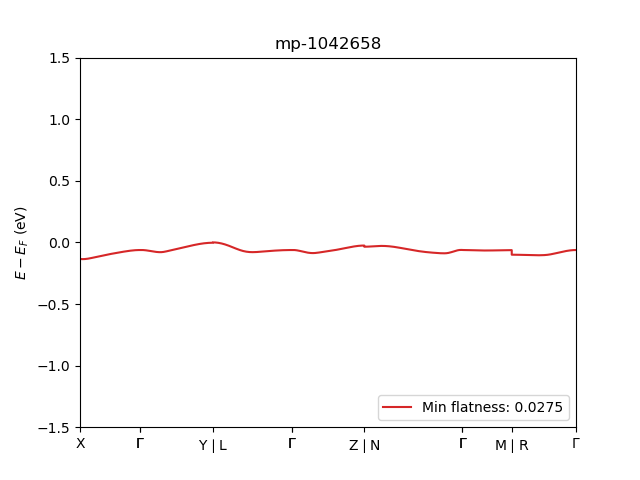 mp-1042658
E − E_F (eV)
1.5
1.0
0.5
0.0
−0.5
−1.0
−1.5
Min flatness: 0.0275
X Γ Y | L Γ Z | N Γ M | R Γ